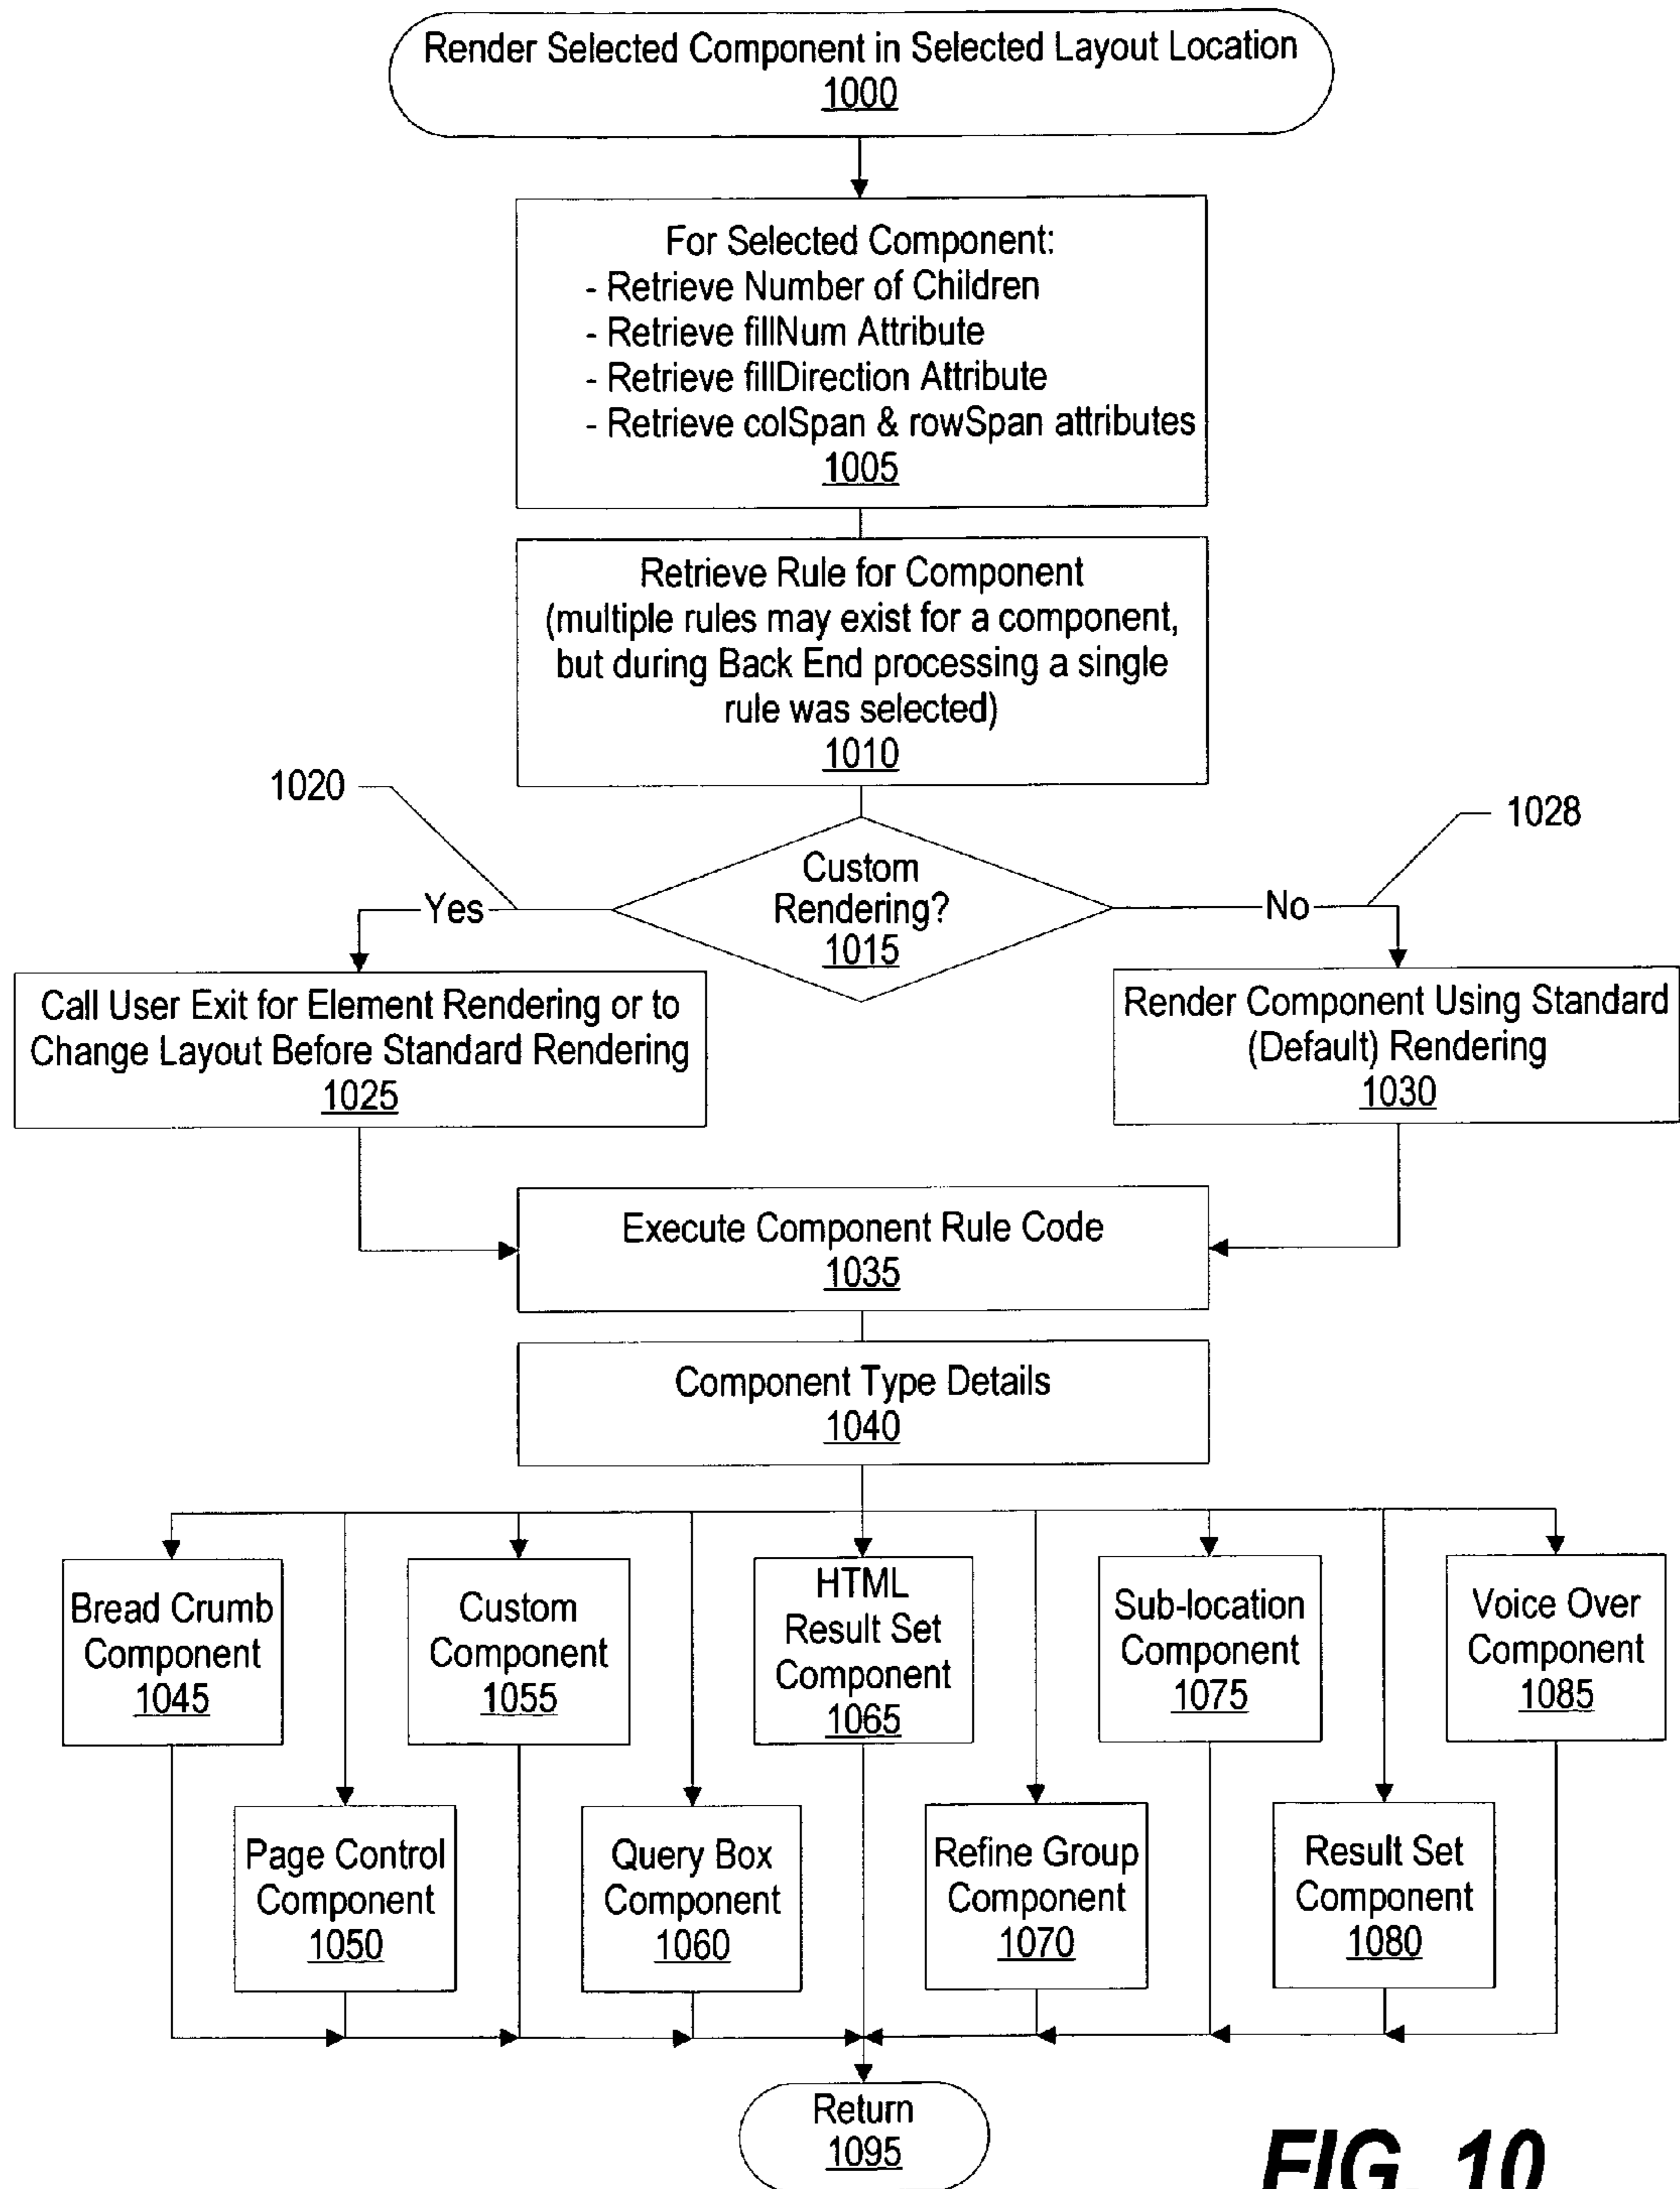 Render Selected Component in Selected Layout Location
1000
For Selected Component:
- Retrieve Number of Children
- Retrieve fillNum Attribute
- Retrieve fillDirection Attribute
- Retrieve colSpan & rowSpan attributes
1005
Retrieve Rule for Component
(multiple rules may exist for a component,
but during Back End processing a single
rule was selected)
1010
1020
1028
Custom
Rendering?
1015
Yes
No
Call User Exit for Element Rendering or to
Change Layout Before Standard Rendering
1025
Render Component Using Standard
(Default) Rendering
1030
Execute Component Rule Code
1035
Component Type Details
1040
Bread Crumb
Component
1045
Custom
Component
1055
HTML
Result Set
Component
1065
Sub-location
Component
1075
Voice Over
Component
1085
Page Control
Component
1050
Query Box
Component
1060
Refine Group
Component
1070
Result Set
Component
1080
Return
1095
FIG. 10